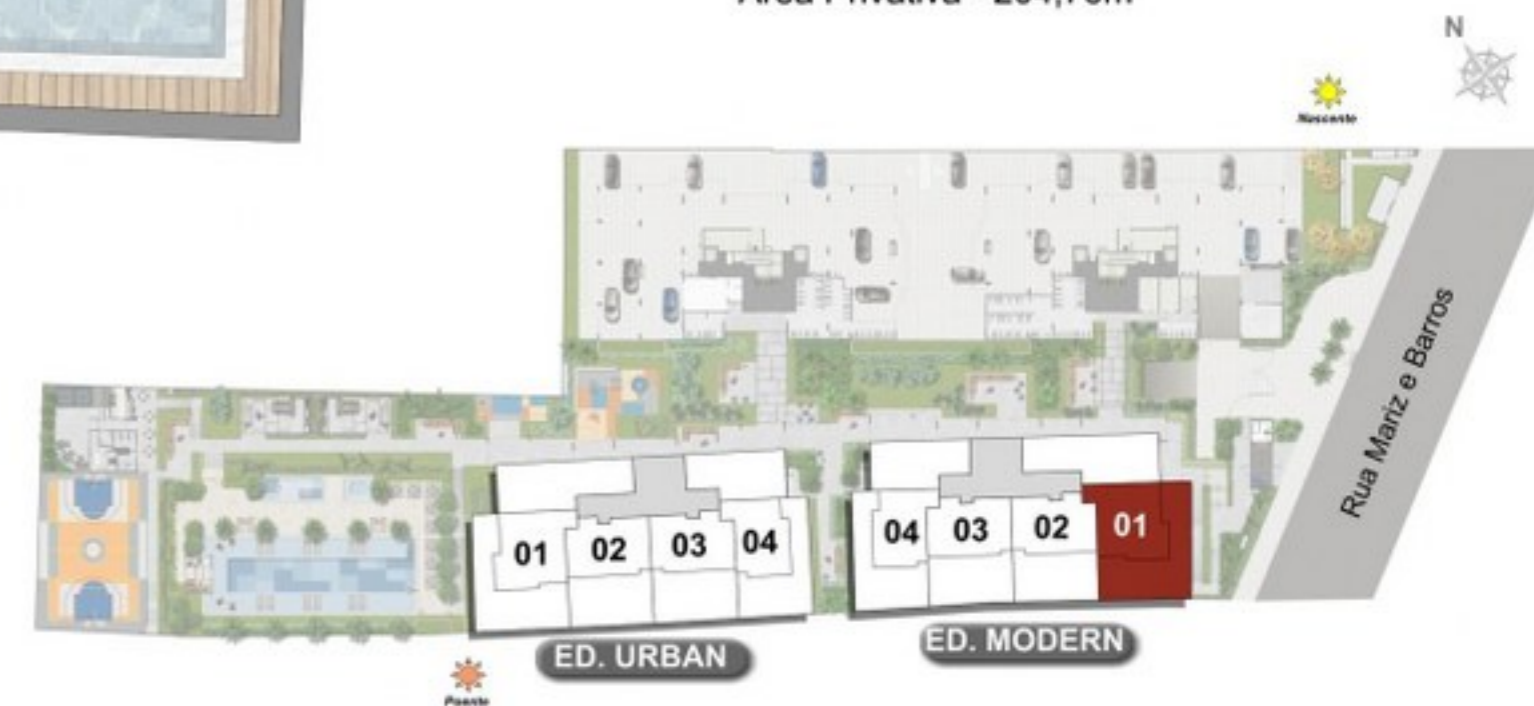 N
Nascente
Rua Mariz e Barros
01
02
03
04
04
03
02
01
ED. URBAN
ED. MODERN
Poente